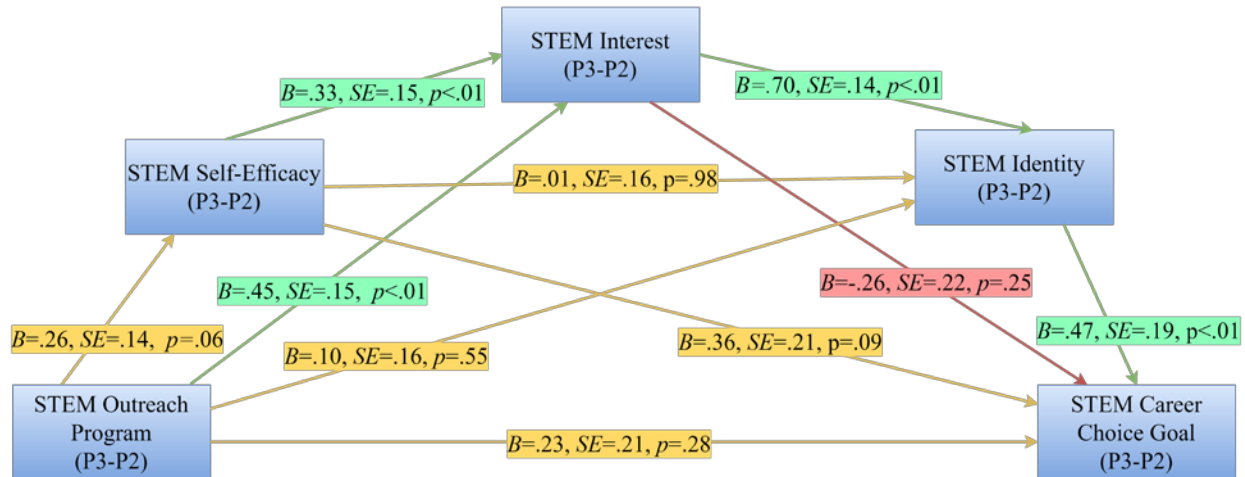 STEM Interest
(P3-P2)
B=.33, SE=.15, p<.01
B=.70, SE=.14, p<.01
STEM Self-Efficacy
(P3-P2)
B=.01, SE=.16, p=.98
STEM Identity
(P3-P2)
B=.45, SE=.15, p<.01
B=-.26, SE=.22, p=.25
B=.26, SE=.14, p=.06
B=.10, SE=.16, p=.55
B=.36, SE=.21, p=.09
B=.47, SE=.19, p<.01
STEM Outreach
Program
(P3-P2)
B=.23, SE=.21, p=.28
STEM Career
Choice Goal
(P3-P2)